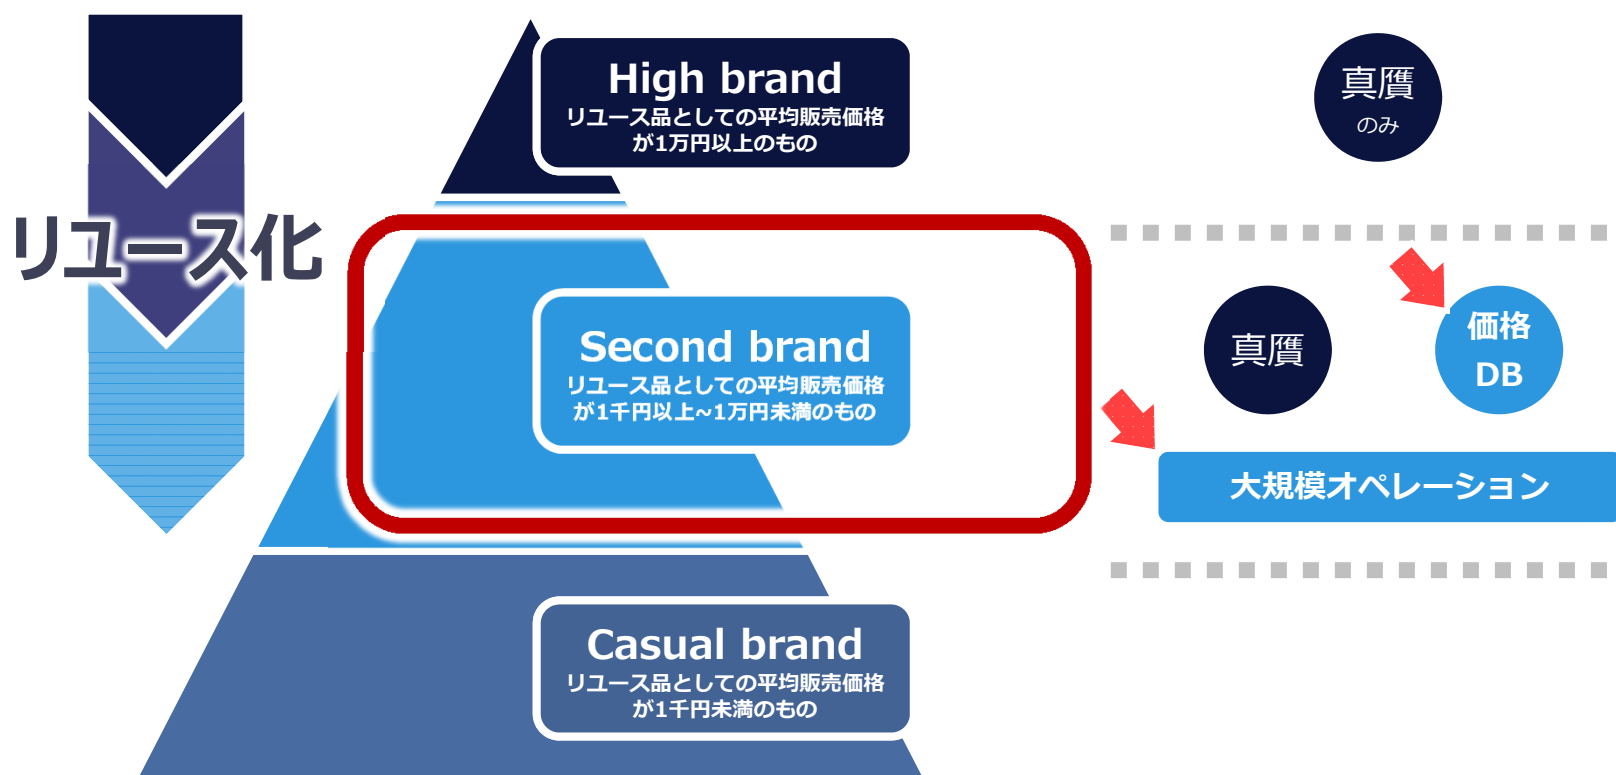 リユース化
High brand
リユース品としての平均販売価格
が1万円以上のもの
真贋
のみ
Second brand
リユース品としての平均販売価格
が1千円以上~1万円未満のもの
真贋
価格
DB
大規模オペレーション
Casual brand
リユース品としての平均販売価格
が1千円未満のもの